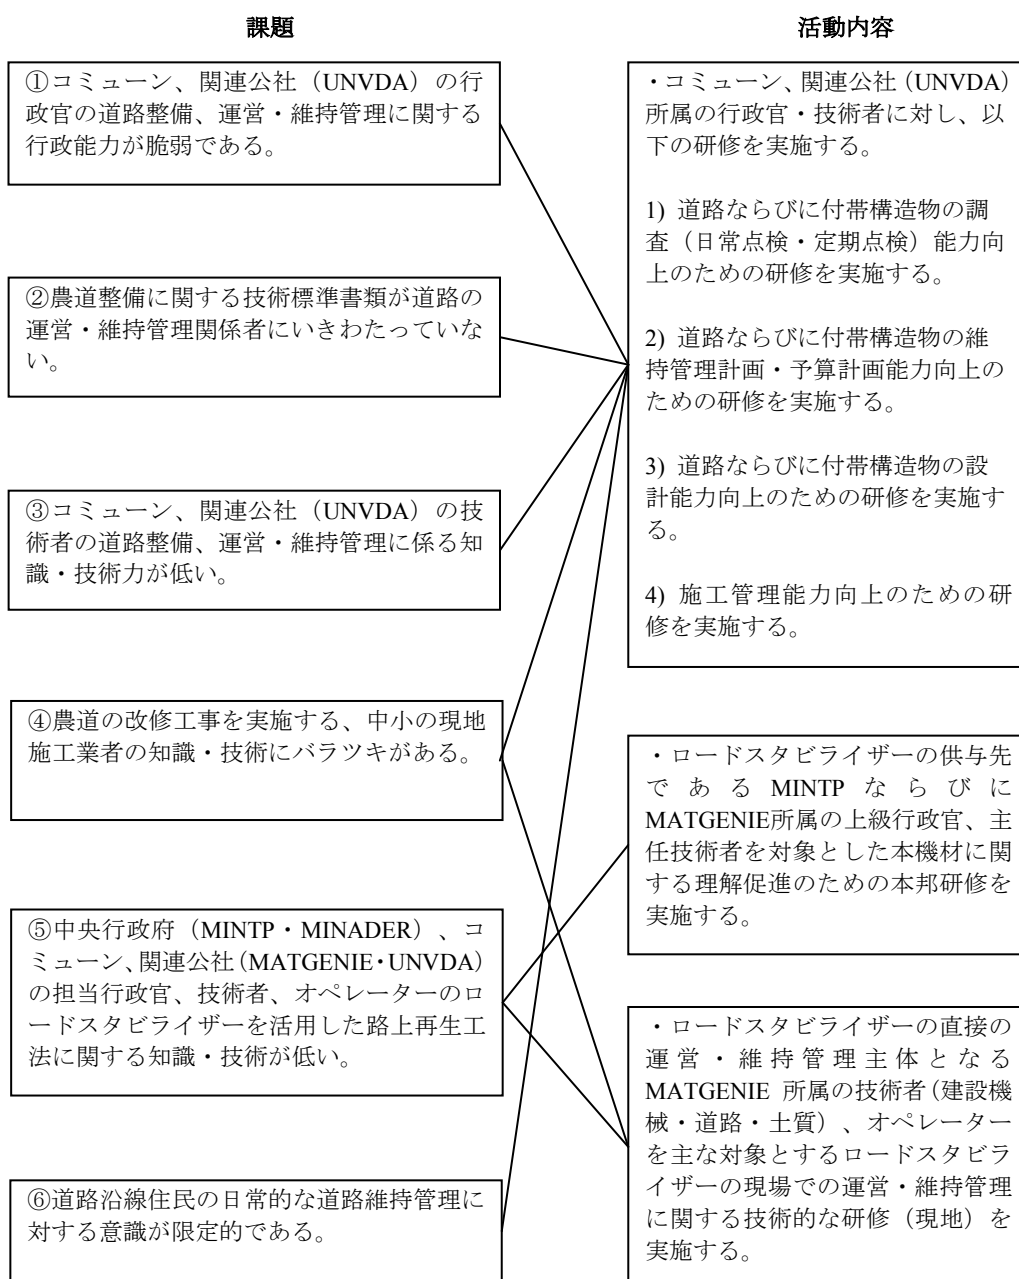 課題
①コミューン、関連公社（UNVDA）の行
政官の道路整備、運営・維持管理に関する
行政能力が脆弱である。
②農道整備に関する技術標準書類が道路の
運営・維持管理関係者にいきわたっていな
い。
③コミューン、関連公社（UNVDA）の技
術者の道路整備、運営・維持管理に係る知
識・技術力が低い。
④農道の改修工事を実施する、中小の現地
施工業者の知識・技術にバラツキがある。
⑤中央行政府（MINTP・MINADER）、コ
ミューン、関連公社（MATGENIE・UNVDA）
の担当行政官、技術者、オペレーターのロ
ードスタビライザーを活用した路上再生工
法に関する知識・技術が低い。
⑥道路沿線住民の日常的な道路維持管理に
対する意識が限定的である。
活動内容
・コミューン、関連公社（UNVDA）
所属の行政官・技術者に対し、以
下の研修を実施する。
1) 道路ならびに付帯構造物の調
査（日常点検・定期点検）能力向
上のための研修を実施する。
2) 道路ならびに付帯構造物の維
持管理計画・予算計画能力向上の
ための研修を実施する。
3) 道路ならびに付帯構造物の設
計能力向上のための研修を実施す
る。
4) 施工管理能力向上のための研
修を実施する。
・ロードスタビライザーの供与先
である MINTP ならびに
MATGENIE所属の上級行政官、主
任技術者を対象とした本機材に関
する理解促進のための本邦研修を
実施する。
・ロードスタビライザーの直接の
運営・維持管理主体となる
MATGENIE 所属の技術者（建設機
械・道路・土質）、オペレーター
を主な対象とするロードスタビラ
イザーの現場での運営・維持管理
に関する技術的な研修（現地）を
実施する。